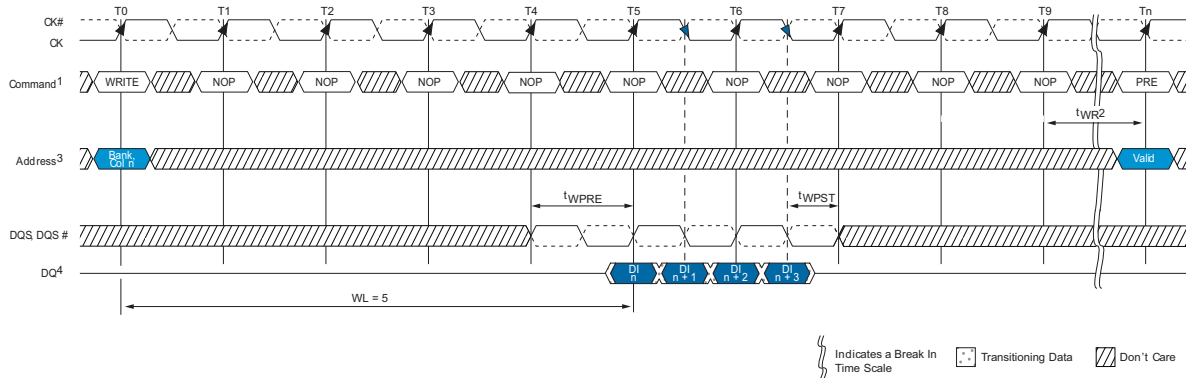 T0 T1 T2 T3 T4 T5 T6 T7 T8 T9 Tn
CK#
CK
Command1 WRITE NOP NOP NOP NOP NOP NOP NOP NOP NOP PRE
tWR2
Address3 Bank, Col n Valid
tWPRE tWPST
DQS, DQS #
DQ4 DI n DI n + 1 DI n + 2 DI n + 3
WL = 5
Indicates a Break In
Time Scale
Transitioning Data
Don't Care